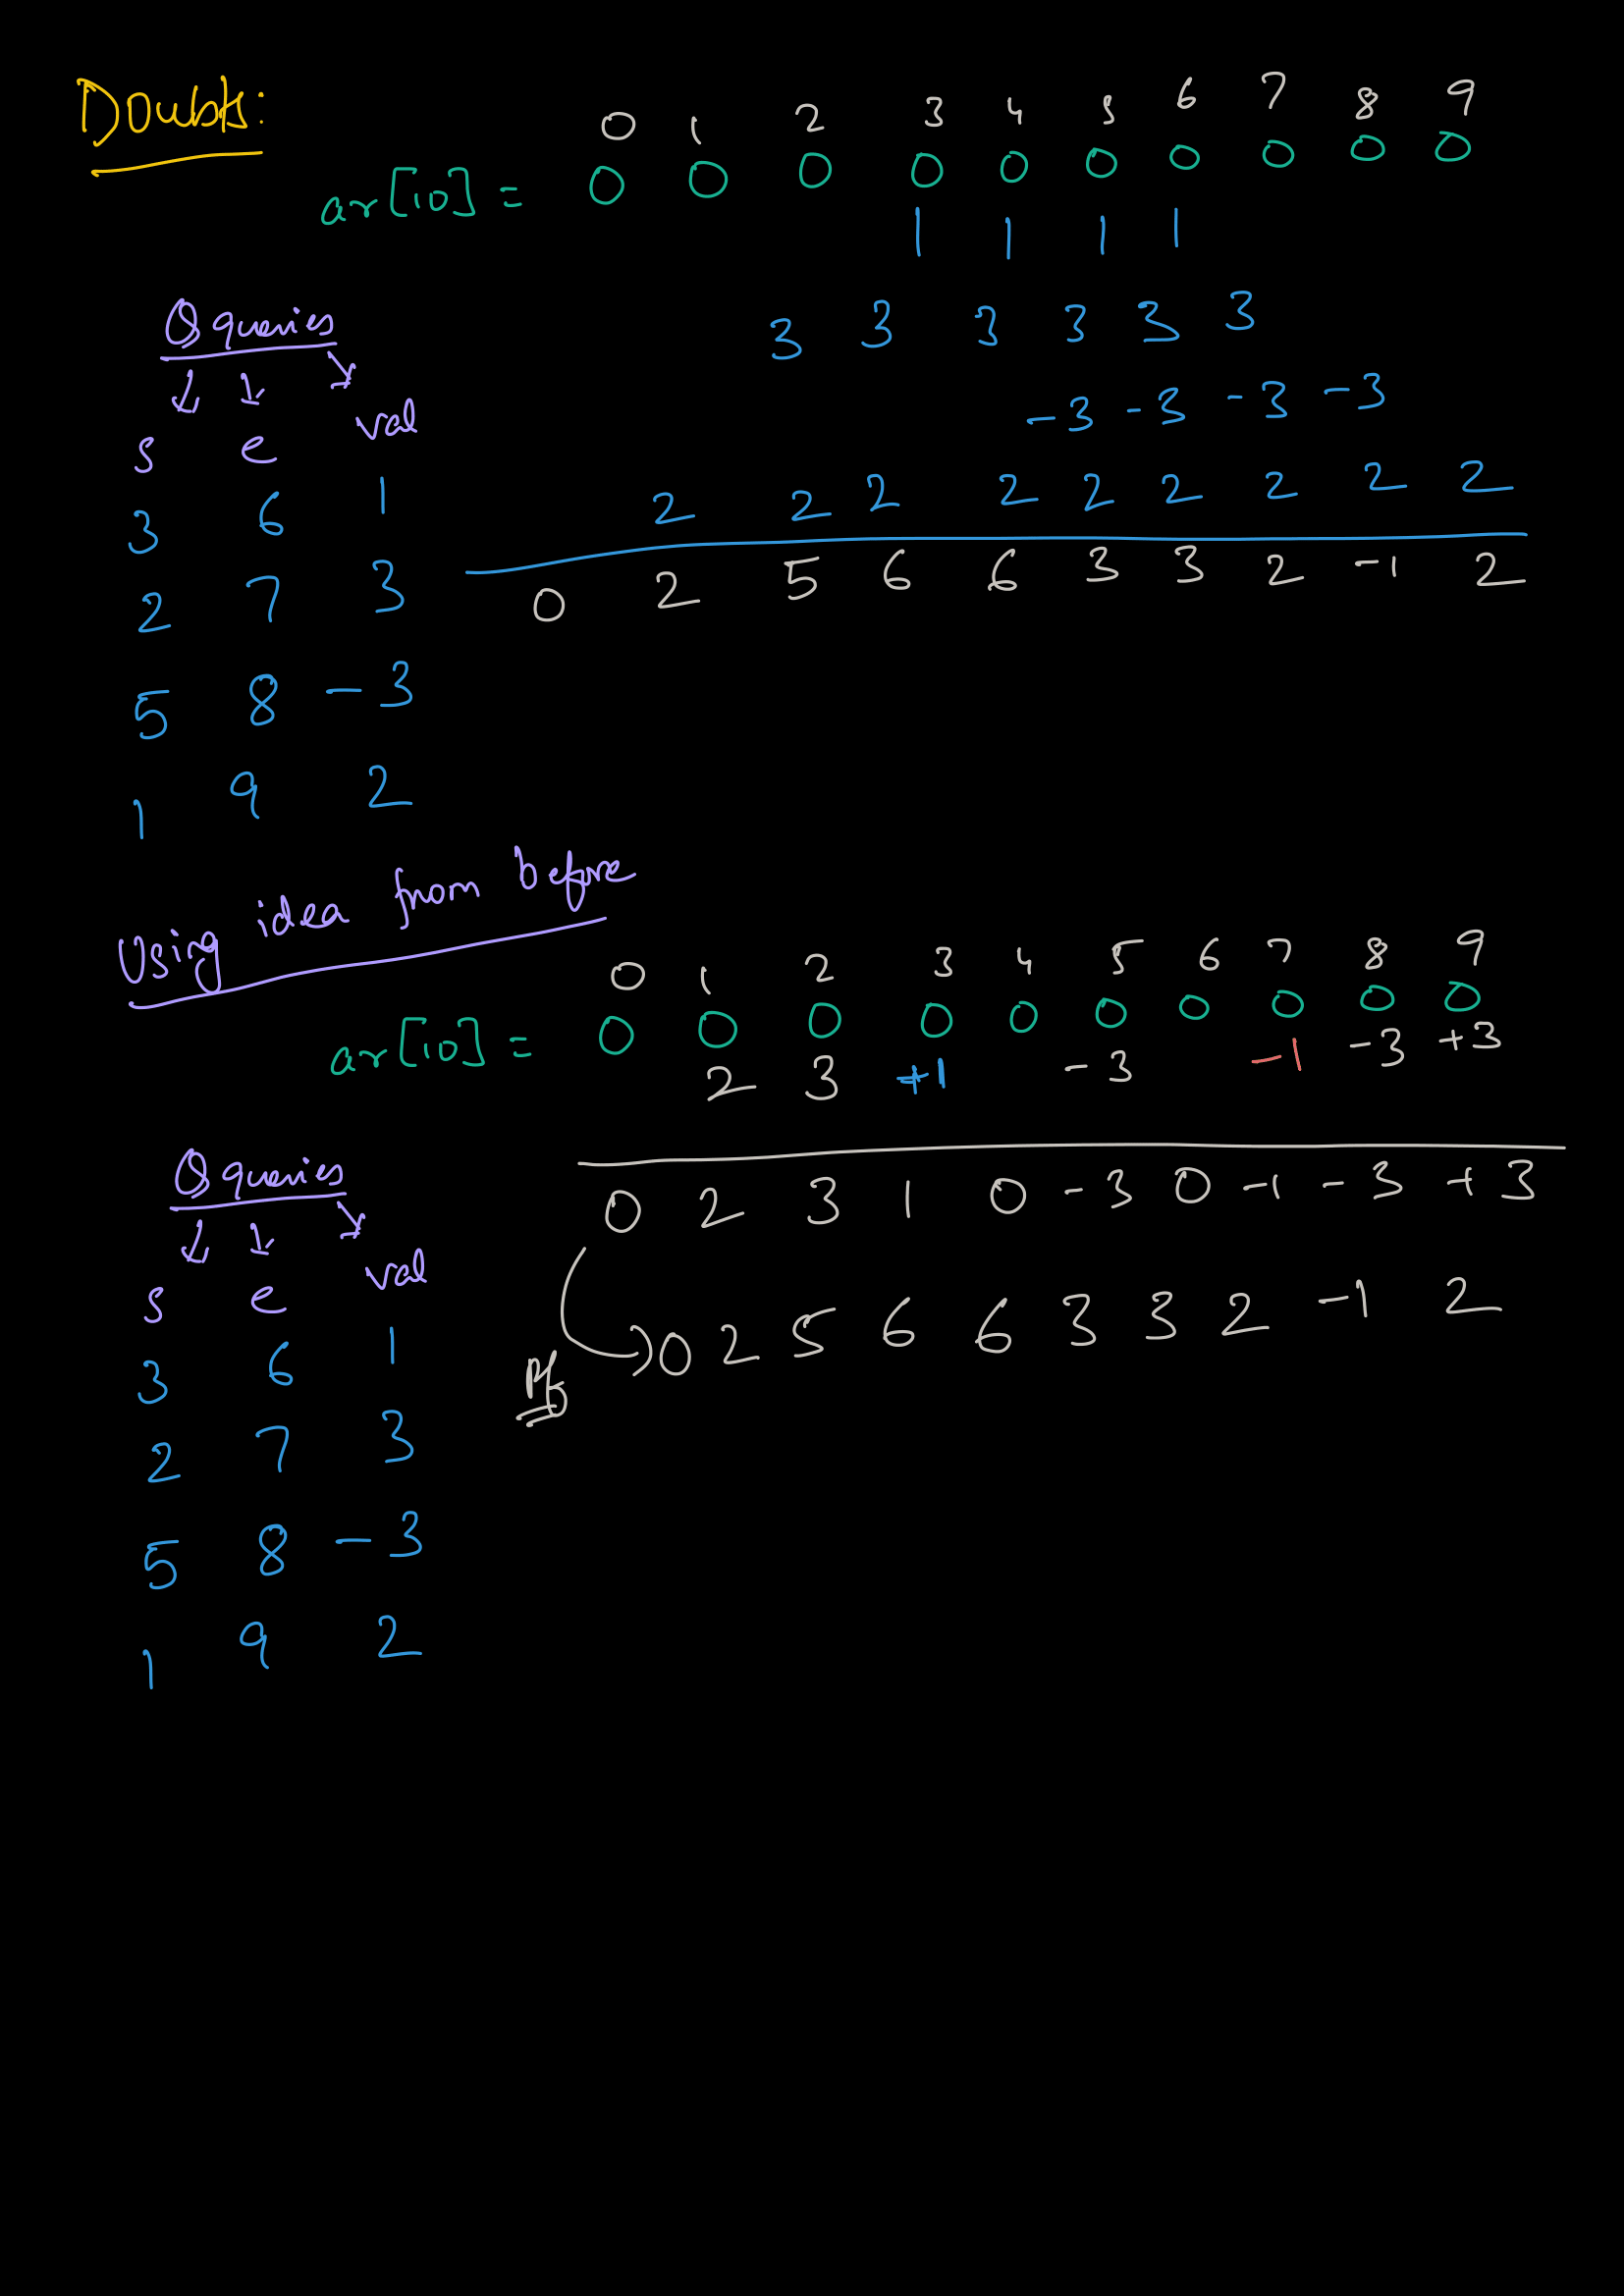 Doubts:
0 1 2 3 4 5 6 7 8 9
ar[10] = 0 0 0 0 0 0 0 0 0 0
1 1 1 1
Q queries
3 3 3 3 3 3
-3 -3 -3 -3
s e val
2 2 2 2 2 2 2 2 2
3 6 1
0 2 5 6 6 3 3 2 -1 2
2 7 3
5 8 -3
1 9 2
Using idea from before
0 1 2 3 4 5 6 7 8 9
ar[10] = 0 0 0 0 0 0 0 0 0 0
2 3 +1 -3 -1 -3 +3
Q queries
0 2 3 1 0 -3 0 -1 -3 +3
s e val
Pf 0 2 5 6 6 3 3 2 -1 2
3 6 1
2 7 3
5 8 -3
1 9 2